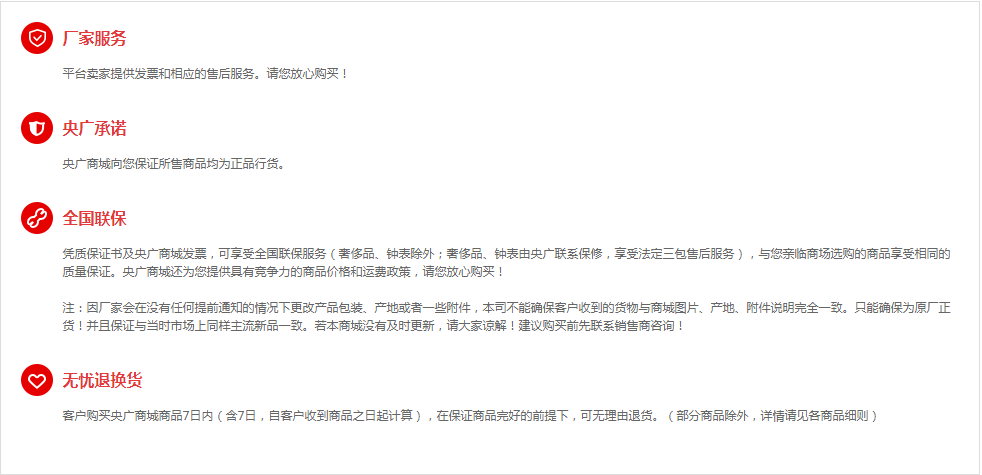 厂家服务
平台卖家提供发票和相应的售后服务。请您放心购买！
央广承诺
央广商城向您保证所售商品均为正品行货。
全国联保
凭质保证书及央广商城发票，可享受全国联保服务（奢侈品、钟表除外；奢侈品、钟表由央广联系保修，享受法定三包售后服务），与您亲临商场选购的商品享受相同的
质量保证。央广商城还为您提供具有竞争力的商品价格和运费政策，请您放心购买！
注：因厂家会在没有任何提前通知的情况下更改产品包装、产地或者一些附件，本司不能确保客户收到的货物与商城图片、产地、附件说明完全一致。只能确保为原厂正
货！并且保证与当时市场上同样主流新品一致。若本商城没有及时更新，请大家谅解！建议购买前先联系销售商咨询！
无忧退换货
客户购买央广商城商品7日内（含7日，自客户收到商品之日起计算），在保证商品完好的前提下，可无理由退货。（部分商品除外，详情请见各商品细则）